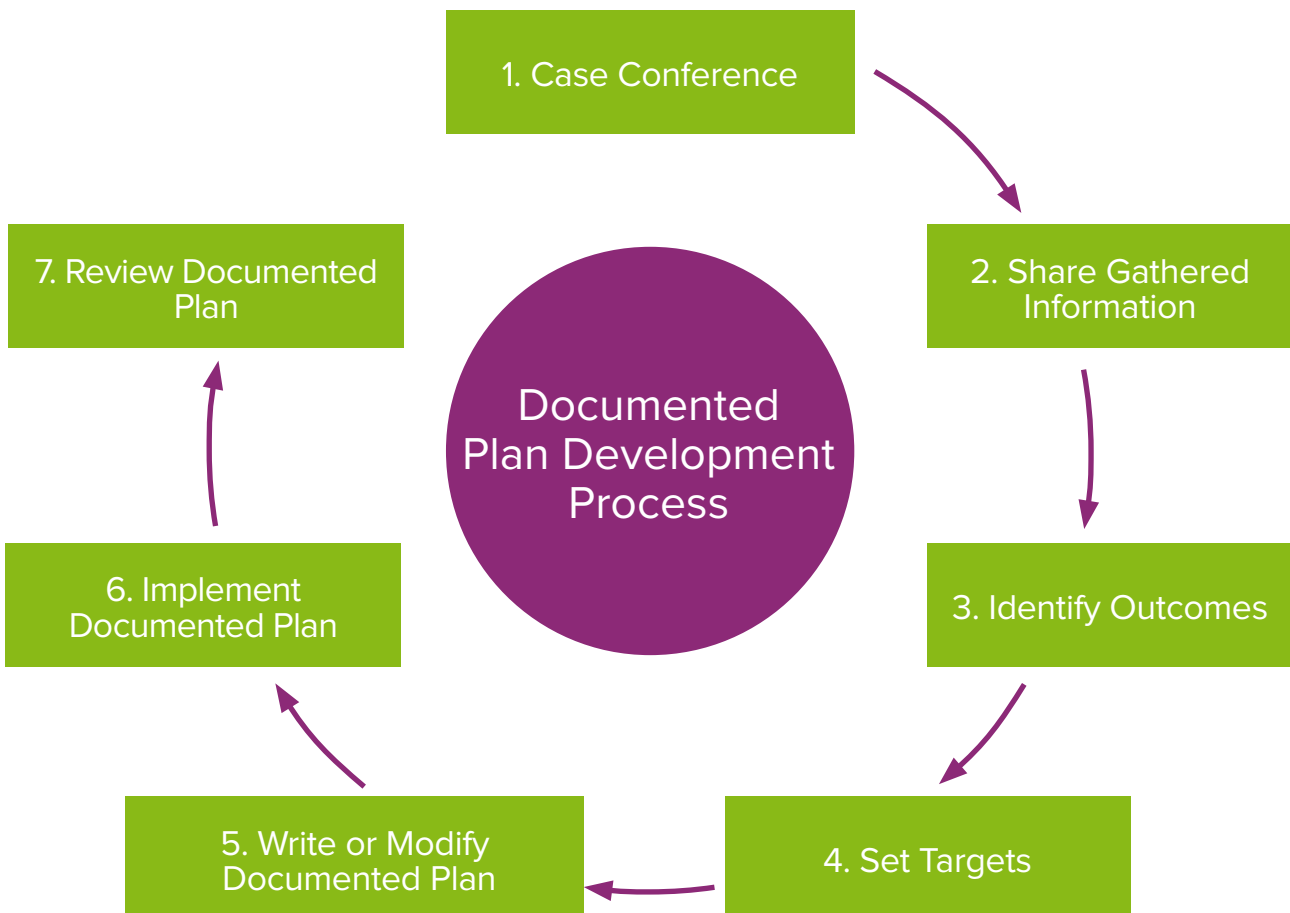 1. Case Conference
2. Share Gathered
Information
3. Identify Outcomes
4. Set Targets
5. Write or Modify
Documented Plan
6. Implement
Documented Plan
7. Review Documented
Plan
Documented
Plan Development
Process